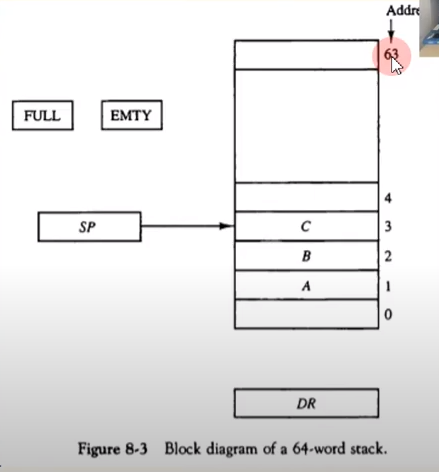 Addre
63
FULL
EMTY
4
SP
C
3
B
2
A
1
0
DR
Figure 8-3 Block diagram of a 64-word stack.